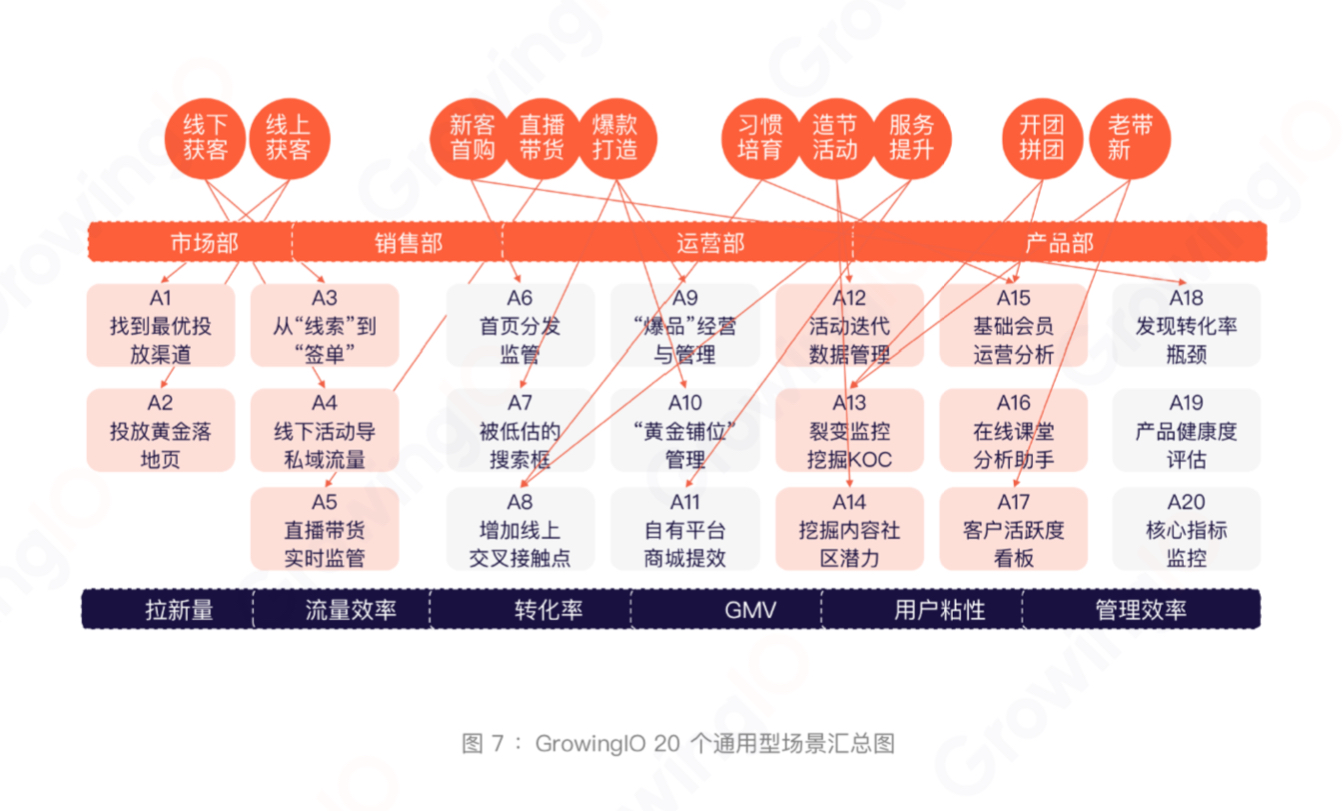 线下
获客
线上
获客
新客
首购
直播
带货
爆款
打造
习惯
培育
造节
活动
服务
提升
开团
拼团
老带
新
市场部
销售部
运营部
产品部
A1
找到最优投
放渠道
A3
从“线索”到
“签单”
A6
首页分发
监管
A9
“爆品”经营
与管理
A12
活动迭代
数据管理
A15
基础会员
运营分析
A18
发现转化率
瓶颈
A2
投放黄金落
地页
A4
线下活动导
私域流量
A7
被低估的
搜索框
A10
“黄金铺位”
管理
A13
裂变监控
挖掘KOC
A16
在线课堂
分析助手
A19
产品健康度
评估
A5
直播带货
实时监管
A8
增加线上
交叉接触点
A11
自有平台
商城提效
A14
挖掘内容社
区潜力
A17
客户活跃度
看板
A20
核心指标
监控
拉新量
流量效率
转化率
GMV
用户粘性
管理效率
图 7 ： GrowingIO 20 个通用型场景汇总图
GrowingIO
GrowingIO
GrowingIO
GrowingIO